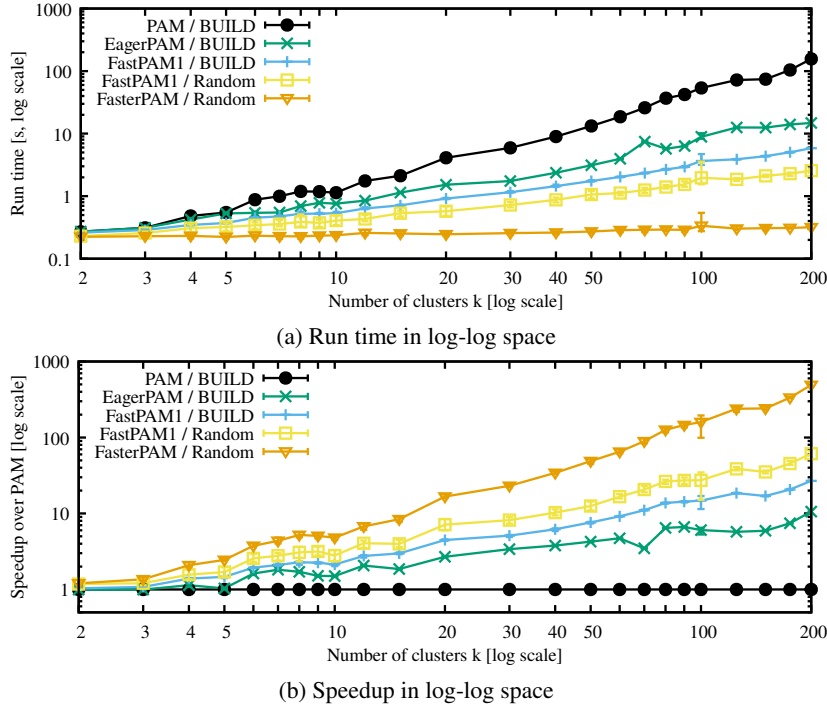 1000
100
10
1
0.1
Run time [s, log scale]
PAM / BUILD
EagerPAM / BUILD
FastPAM1 / BUILD
FastPAM1 / Random
FasterPAM / Random
2 3 4 5 10 20 30 40 50 100 200
Number of clusters k [log scale]
(a) Run time in log-log space
1000
100
10
1
Speedup over PAM [log scale]
PAM / BUILD
EagerPAM / BUILD
FastPAM1 / BUILD
FastPAM1 / Random
FasterPAM / Random
2 3 4 5 10 20 30 40 50 100 200
Number of clusters k [log scale]
(b) Speedup in log-log space